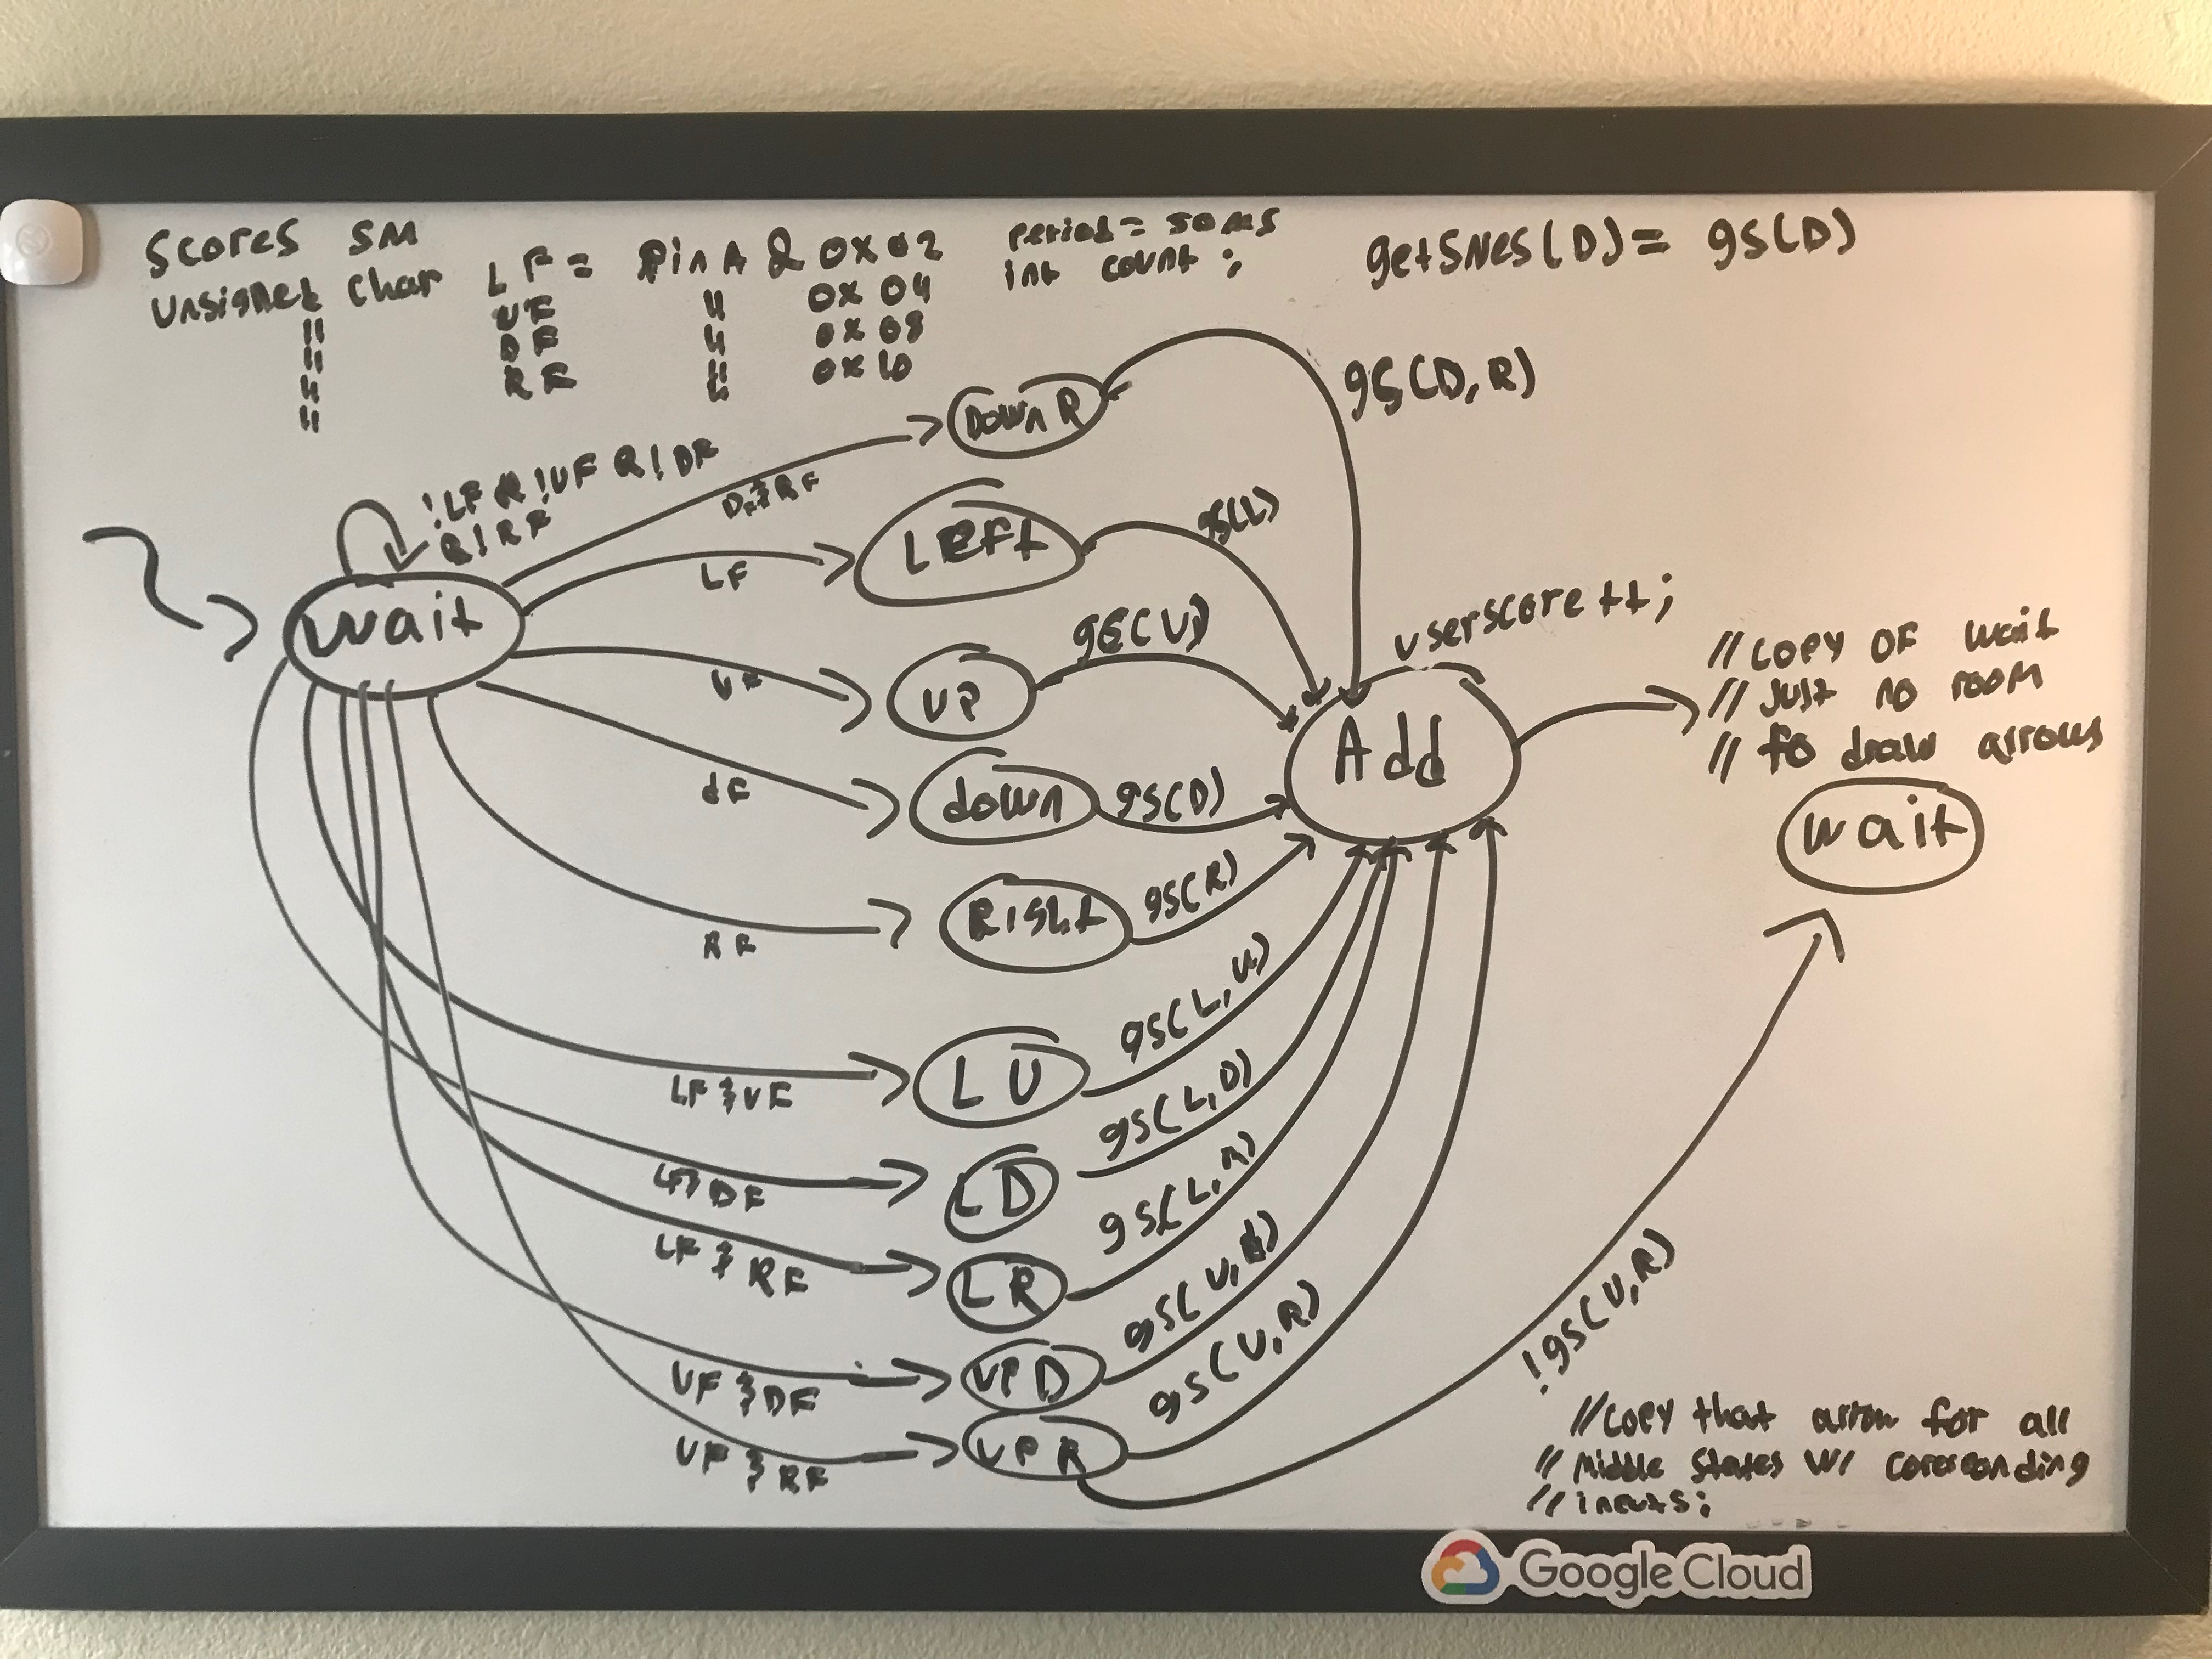 Scores SM
Unsigned Char LF = PinA & 0x02
" UF " 0x04
" DF " 0x08
" RF " 0x10
"
Period = 50ms
int count;
getSNes(D) = gs(D)
!LF & !UF & !DF
& !RF
wait
DF & RF
Down R
gs(D,R)
LF
Left
gs(L)
UF
UP
gs(U)
dF
down
gs(D)
RF
Right
gs(R)
userscore++;
Add
// copy of wait
// Just no room
// to draw arrows
wait
LF & UF
LU
gs(L,U)
LF & DF
LD
gs(L,D)
LF & RF
LR
gs(L,R)
UF & DF
UPD
gs(U,d)
UF & RF
UPR
gs(U,R)
!gs(U,R)
//Copy that arrow for all
// Middle States w/
// inputs;
Google Cloud